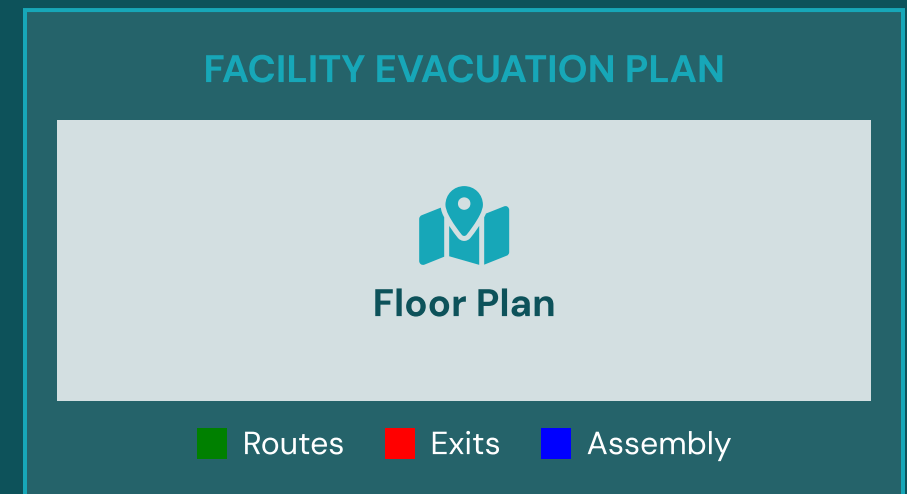 FACILITY EVACUATION PLAN
Floor Plan
Routes Exits Assembly